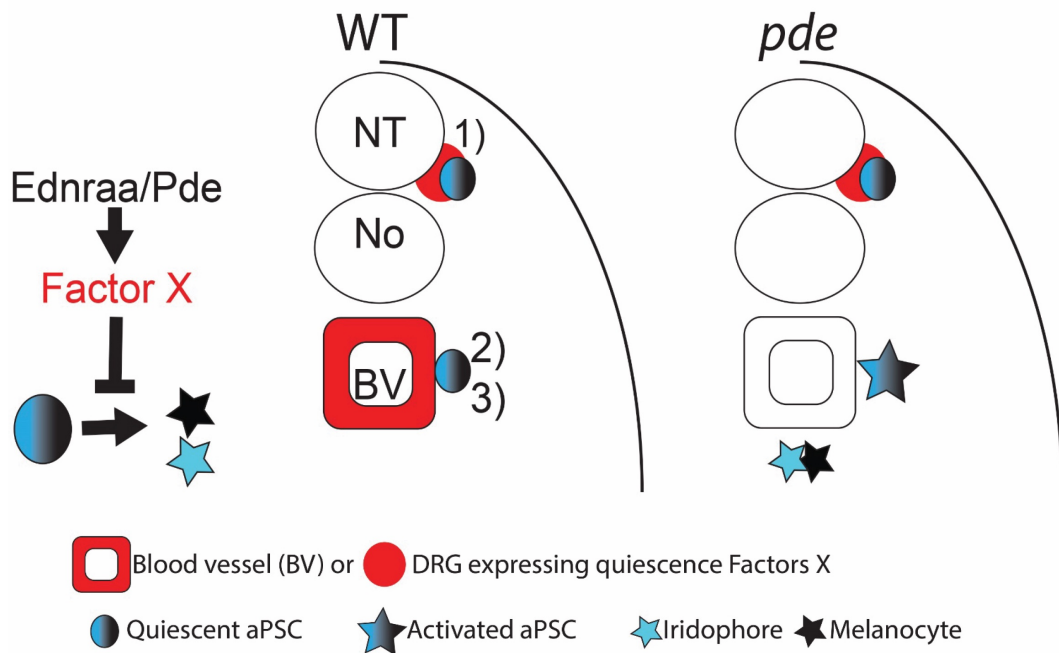 WT
pde
NT
1)
Ednraa/Pde
No
Factor X
BV
2)
3)
Blood vessel (BV) or DRG expressing quiescence Factors X
Quiescent aPSC Activated aPSC Iridophore Melanocyte